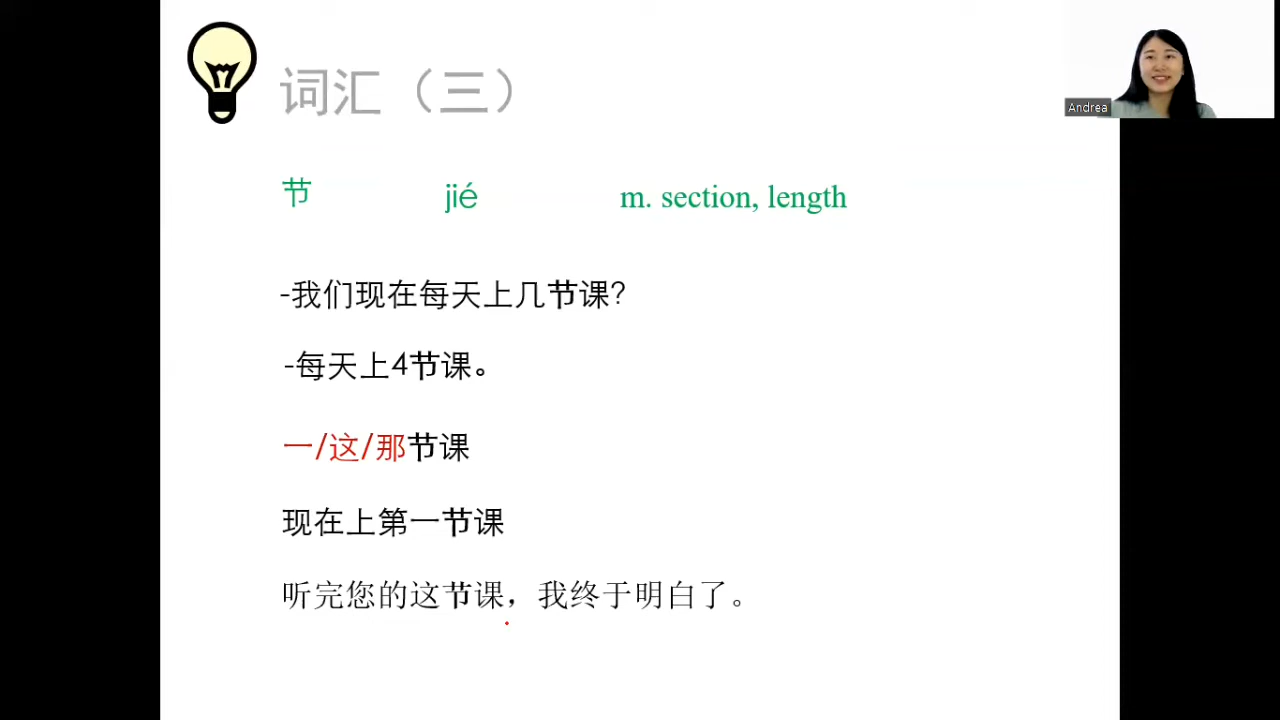 词汇（三）
Andrea
节 jié m. section, length
-我们现在每天上几节课?
-每天上4节课。
一/这/那节课
现在上第一节课
听完您的这节课，我终于明白了。